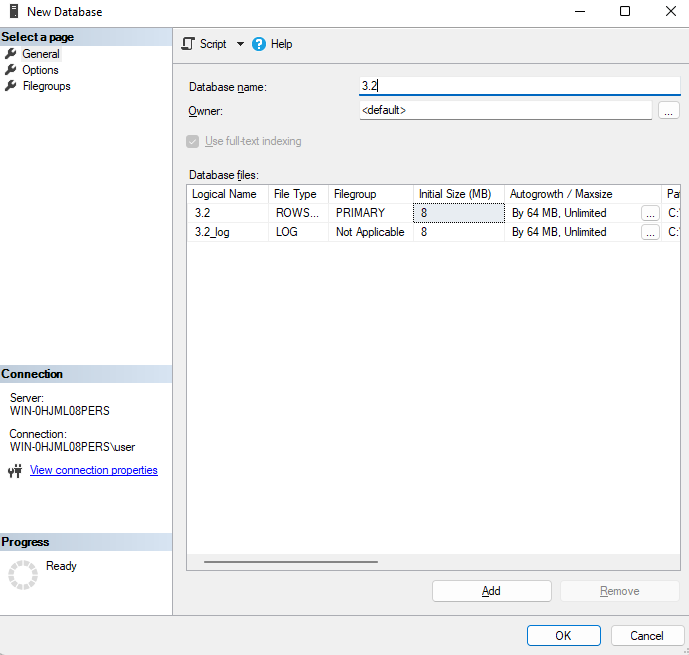 New Database
Select a page
General
Options
Filegroups
Script Help
Database name: 3.2
Owner: <default> ...
Use full-text indexing
Database files:
Logical Name File Type Filegroup Initial Size (MB) Autogrowth / Maxsize Pa
3.2 ROWS... PRIMARY 8 By 64 MB, Unlimited ... C:\
3.2_log LOG Not Applicable 8 By 64 MB, Unlimited ... C:\
Connection
Server:
WIN-0HJML08PERS
Connection:
WIN-0HJML08PERS\user
View connection properties
Progress
Ready
Add Remove
OK Cancel